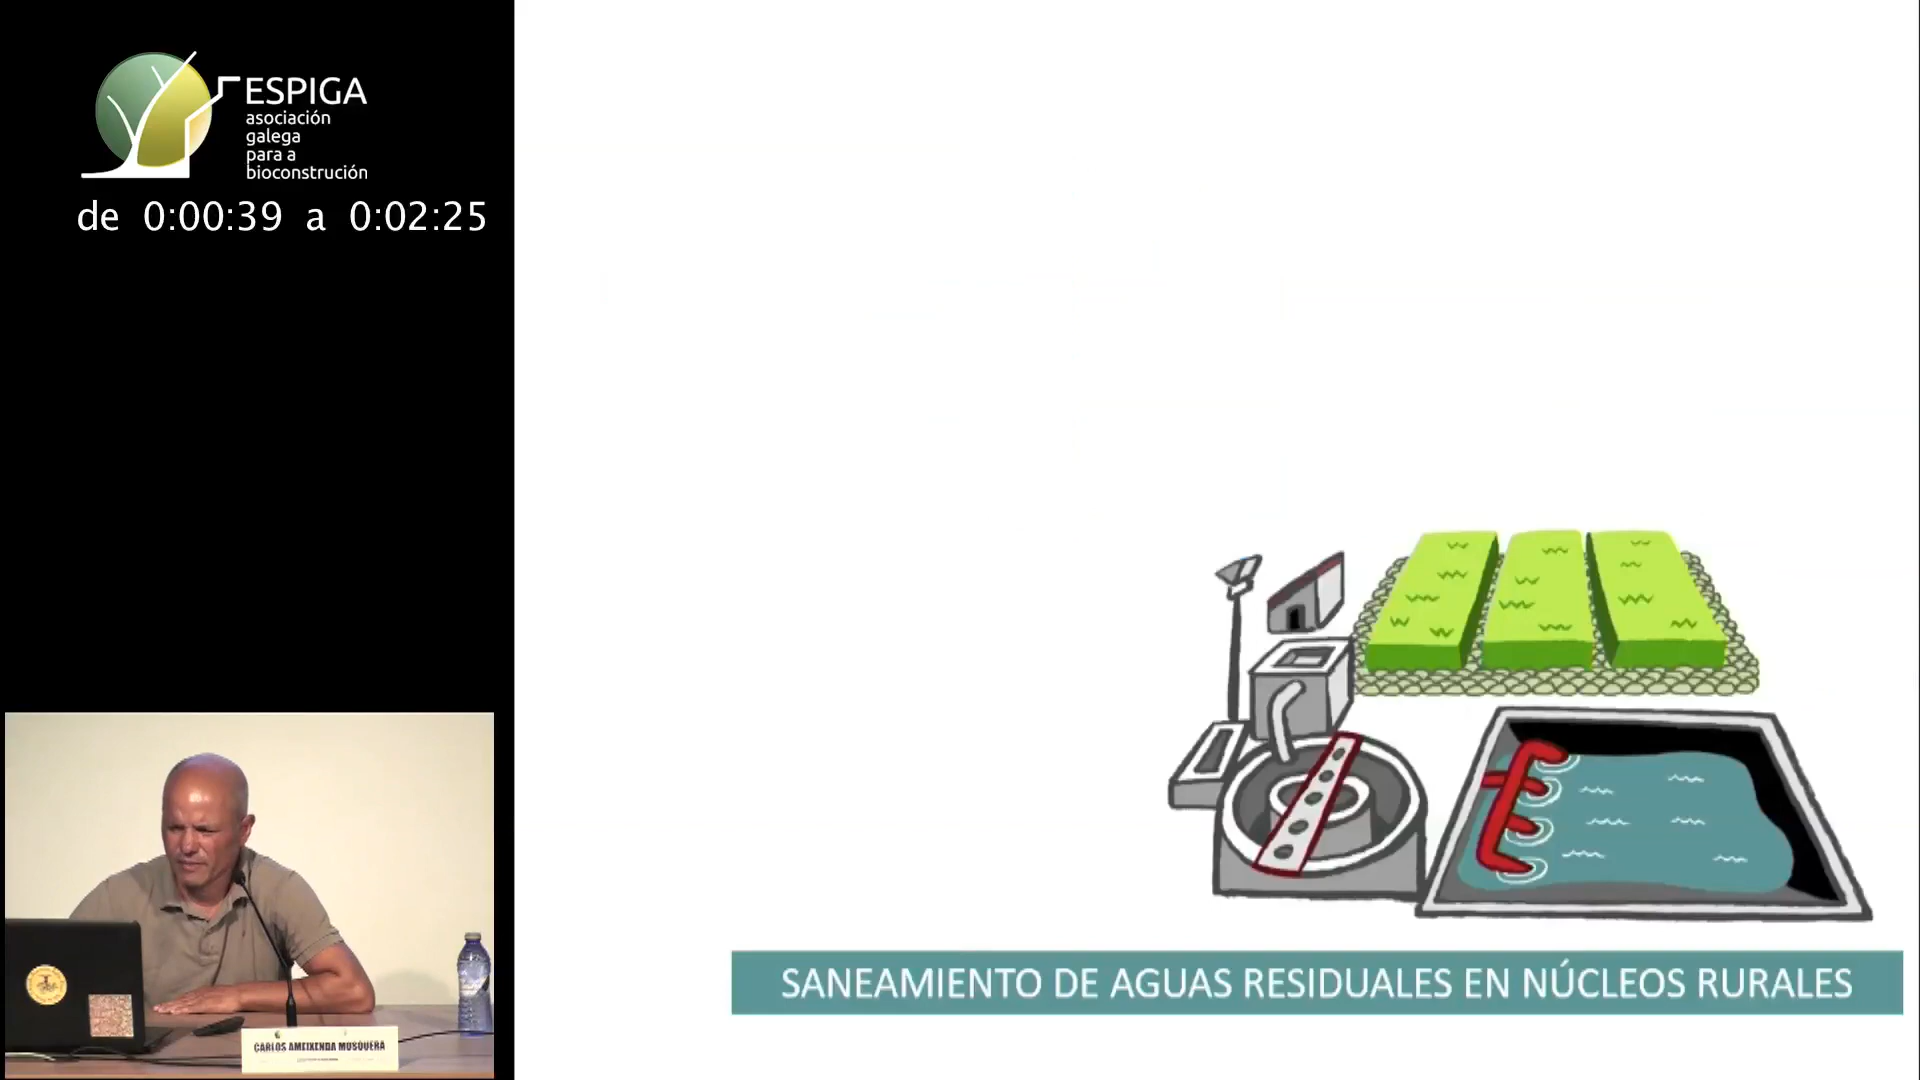 ESPIGA
asociación
galega
para a
bioconstrución
de 0:00:39 a 0:02:25
CARLOS AMEIXENDA MOSQUERA
SANEAMIENTO DE AGUAS RESIDUALES EN NÚCLEOS RURALES